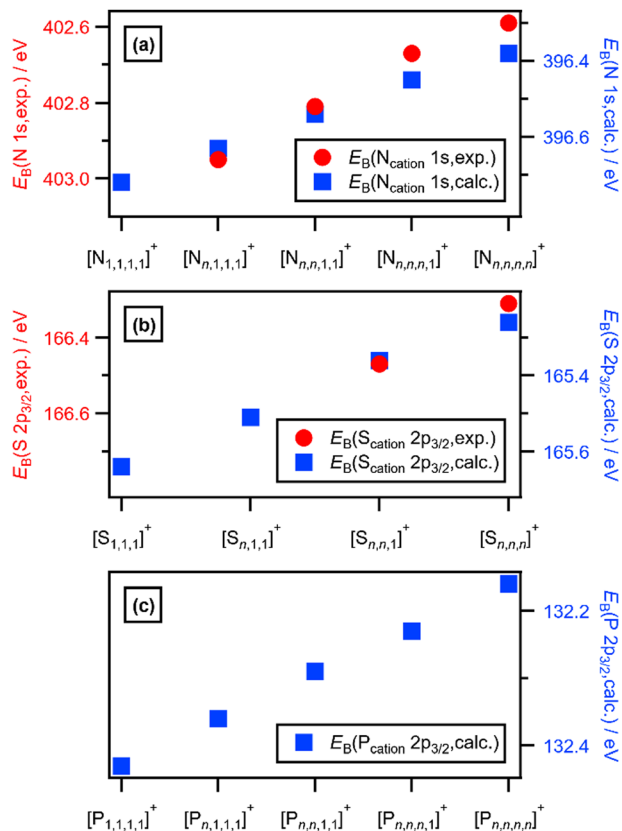 (a)
402.6
402.8
403.0
E_B(N 1s,exp.) / eV
396.4
396.6
E_B(N 1s,calc.) / eV
E_B(N_cation 1s,exp.)
E_B(N_cation 1s,calc.)
[N_1,1,1,1]^+ [N_n,1,1,1]^+ [N_n,n,1,1]^+ [N_n,n,n,1]^+ [N_n,n,n,n]^+
(b)
166.4
166.6
E_B(S 2p_3/2,exp.) / eV
165.4
165.6
E_B(S 2p_3/2,calc.) / eV
E_B(S_cation 2p_3/2,exp.)
E_B(S_cation 2p_3/2,calc.)
[S_1,1,1]^+ [S_n,1,1]^+ [S_n,n,1]^+ [S_n,n,n]^+
(c)
132.2
132.4
E_B(P 2p_3/2,calc.) / eV
E_B(P_cation 2p_3/2,calc.)
[P_1,1,1,1]^+ [P_n,1,1,1]^+ [P_n,n,1,1]^+ [P_n,n,n,1]^+ [P_n,n,n,n]^+